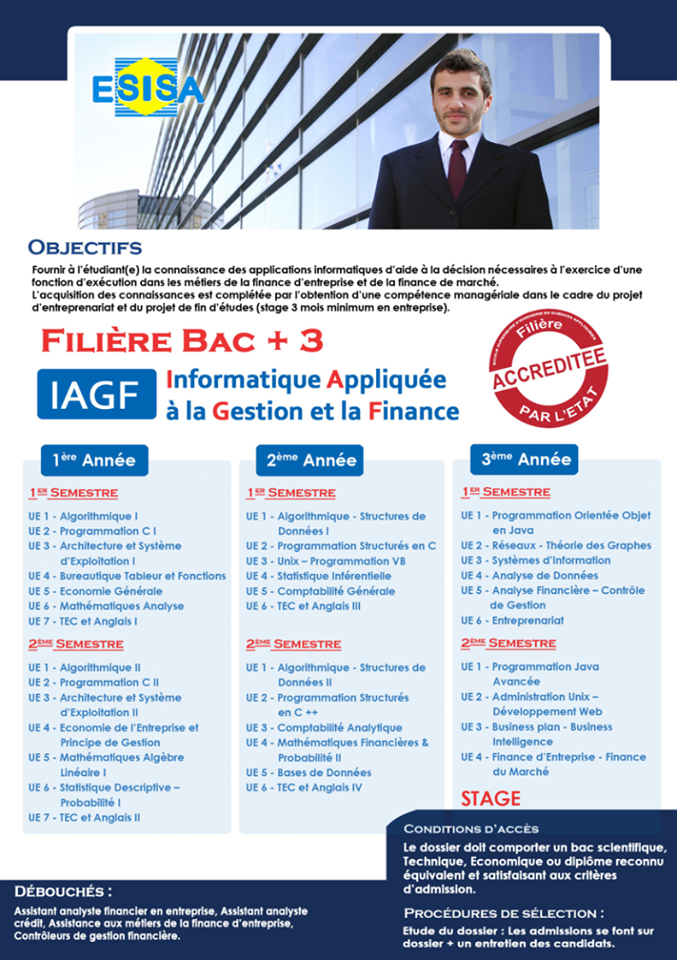 ESISA
OBJECTIFS
Fournir à l'étudiant(e) la connaissance des applications informatiques d'aide à la décision nécessaires à l'exercice d'une
fonction d'exécution dans les métiers de la finance d'entreprise et de la finance de marché.
L'acquisition des connaissances est complétée par l'obtention d'une compétence managériale dans le cadre du projet
d'entreprenariat et du projet de fin d'études (stage 3 mois minimum en entreprise).
FILIÈRE BAC + 3
IAGF
Informatique Appliquée
à la Gestion et la Finance
Filière
ACCREDITEE
PAR L'ETAT
1ère Année
1ER SEMESTRE
UE 1 - Algorithmique I
UE 2 - Programmation C I
UE 3 - Architecture et Système
d'Exploitation I
UE 4 - Bureautique Tableur et Fonctions
UE 5 - Economie Générale
UE 6 - Mathématiques Analyse
UE 7 - TEC et Anglais I
2ÈME SEMESTRE
UE 1 - Algorithmique II
UE 2 - Programmation C II
UE 3 - Architecture et Système
d'Exploitation II
UE 4 - Economie de L'Entreprise et
Principe de Gestion
UE 5 - Mathématiques Algèbre
Linéaire I
UE 6 - Statistique Descriptive –
Probabilité I
UE 7 - TEC et Anglais II
2ème Année
1ER SEMESTRE
UE 1 - Algorithmique - Structures de
Données I
UE 2 - Programmation Structurés en C
UE 3 - Unix – Programmation VB
UE 4 - Statistique Inférentielle
UE 5 - Comptabilité Générale
UE 6 - TEC et Anglais III
2ÈME SEMESTRE
UE 1 - Algorithmique - Structures de
Données II
UE 2 - Programmation Structurés
en C ++
UE 3 - Comptabilité Analytique
UE 4 - Mathématiques Financières &
Probabilité II
UE 5 - Bases de Données
UE 6 - TEC et Anglais IV
3ème Année
1ER SEMESTRE
UE 1 - Programmation Orientée Objet
en Java
UE 2 - Réseaux - Théorie des Graphes
UE 3 - Systèmes d'Information
UE 4 - Analyse de Données
UE 5 - Analyse Financière – Contrôle
de Gestion
UE 6 - Entreprenariat
2ÈME SEMESTRE
UE 1 - Programmation Java
Avancée
UE 2 - Administration Unix –
Développement Web
UE 3 - Business plan - Business
Intelligence
UE 4 - Finance d'Entreprise - Finance
du Marché
STAGE
CONDITIONS D'ACCÈS
Le dossier doit comporter un bac scientifique,
Technique, Economique ou diplôme reconnu
équivalent et satisfaisant aux critères
d'admission.
PROCÉDURES DE SÉLECTION :
Etude du dossier : Les admissions se font sur
dossier + un entretien des candidats.
DÉBOUCHÉS :
Assistant analyste financier en entreprise, Assistant analyste
crédit, Assistance aux métiers de la finance d'entreprise,
Contrôleurs de gestion financière.